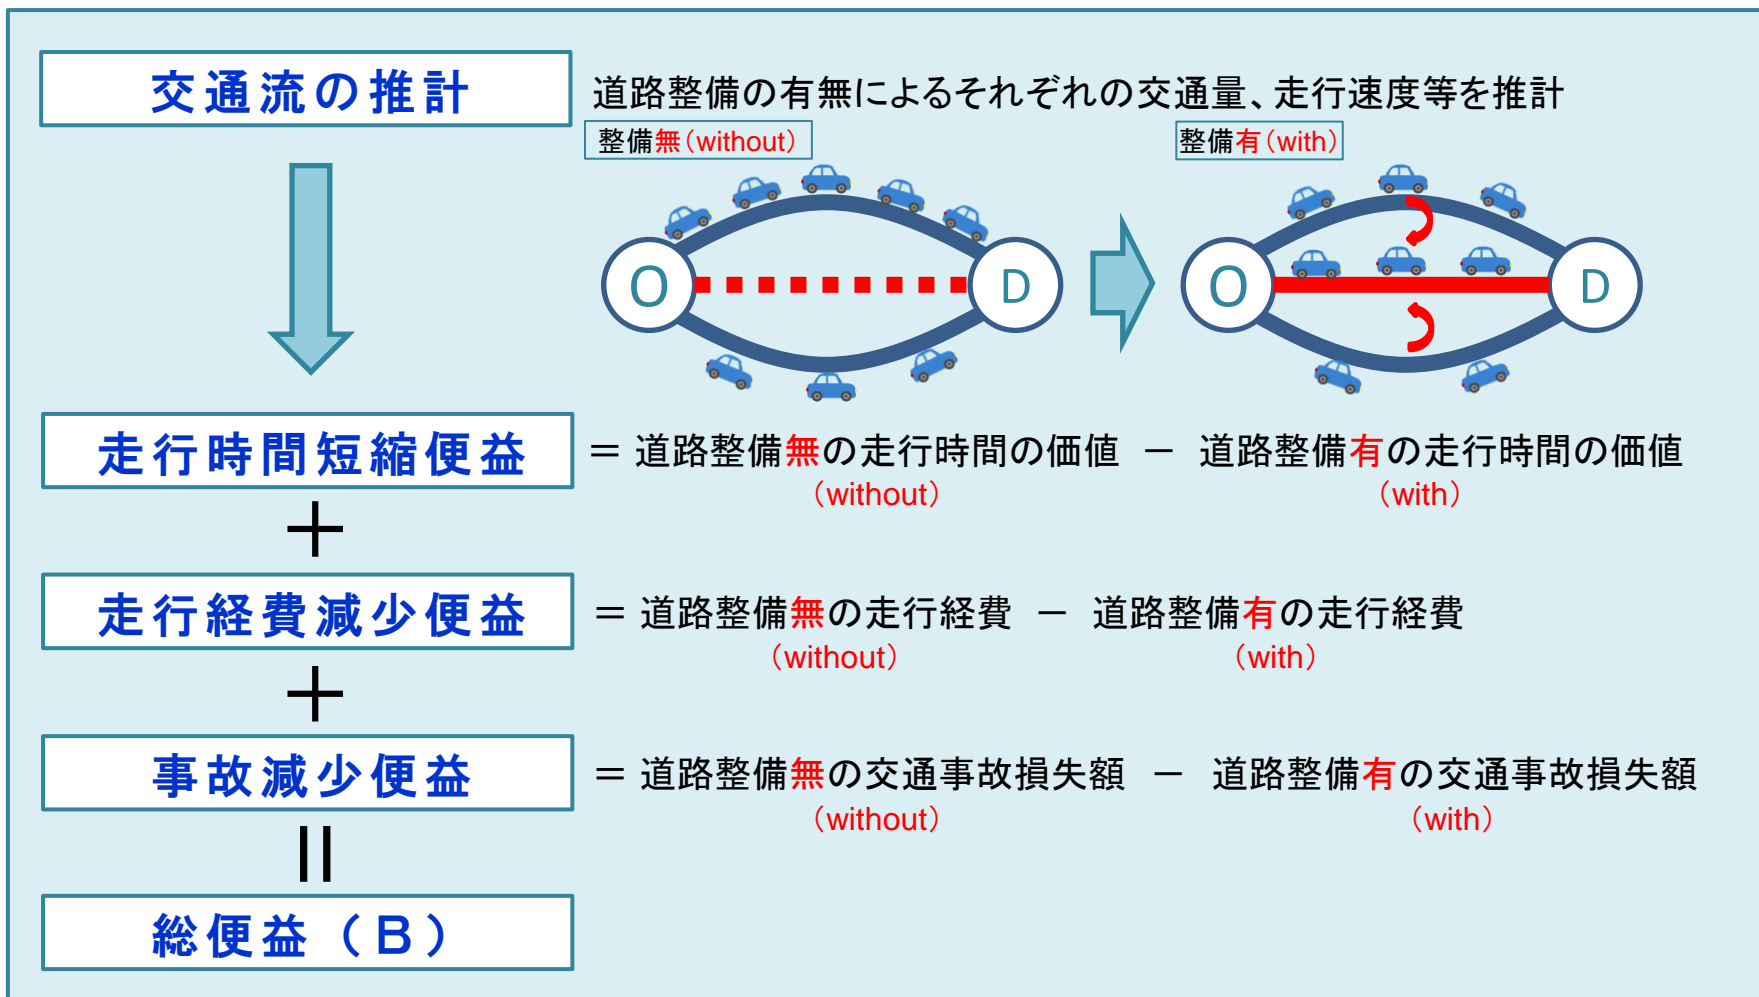 交通流の推計
道路整備の有無によるそれぞれの交通量、走行速度等を推計
整備無(without)
整備有(with)
O
D
O
D
走行時間短縮便益
＝ 道路整備無の走行時間の価値 － 道路整備有の走行時間の価値
(without)
(with)
＋
走行経費減少便益
＝ 道路整備無の走行経費 － 道路整備有の走行経費
(without)
(with)
＋
事故減少便益
＝ 道路整備無の交通事故損失額 － 道路整備有の交通事故損失額
(without)
(with)
＝
総便益（Ｂ）